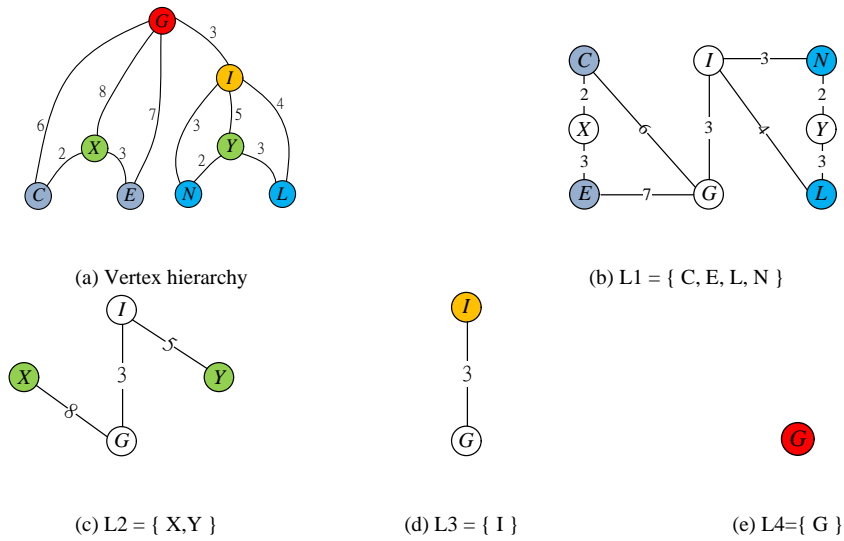 G
3
I
8
6
7
4
3
5
X
Y
2
3
2
3
C
E
N
L
C
I
3
N
2
2
X
6
3
4
Y
3
3
E
7
G
L
(a) Vertex hierarchy
(b) L1 = { C, E, L, N }
I
5
X
3
Y
8
G
I
3
G
G
(c) L2 = { X,Y }
(d) L3 = { I }
(e) L4={ G }